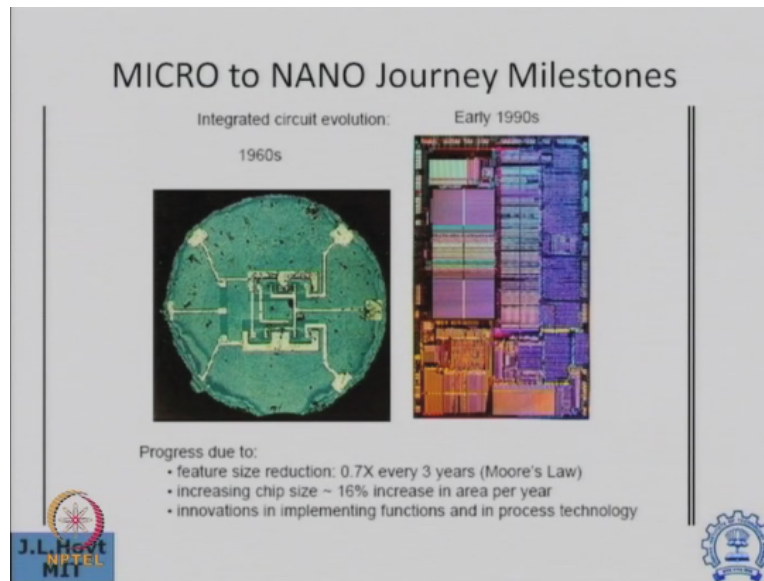 MICRO to NANO Journey Milestones
Integrated circuit evolution:
Early 1990s
1960s
Progress due to:
• feature size reduction: 0.7X every 3 years (Moore's Law)
• increasing chip size ~ 16% increase in area per year
• innovations in implementing functions and in process technology
J.L.Hoyt
NPTEL
MIT